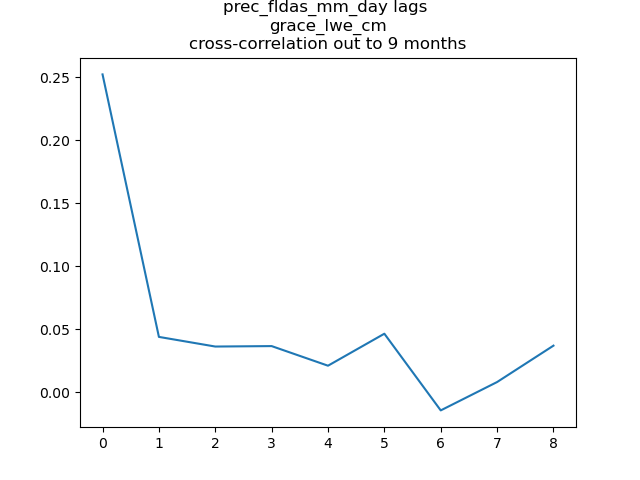 prec_fldas_mm_day lags
grace_lwe_cm
cross-correlation out to 9 months
0.25
0.20
0.15
0.10
0.05
0.00
0 1 2 3 4 5 6 7 8